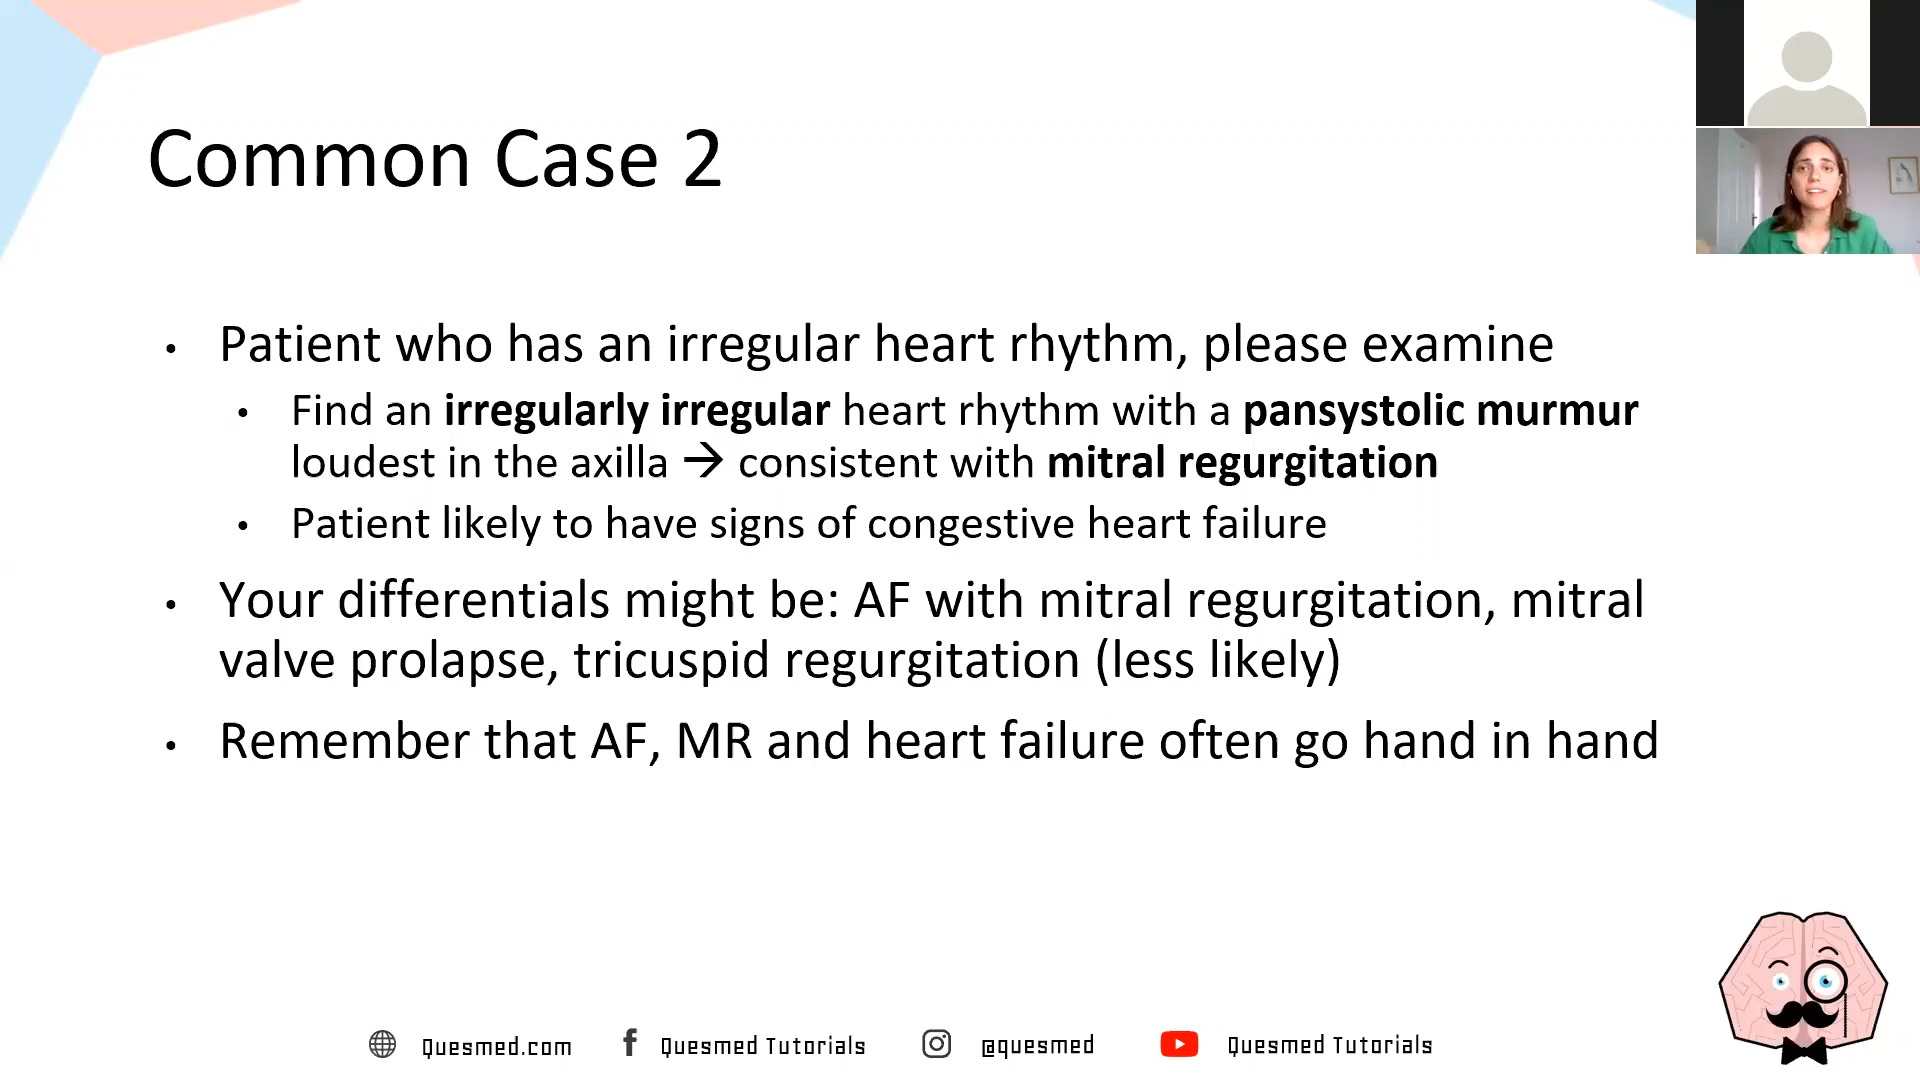 Common Case 2
• Patient who has an irregular heart rhythm, please examine
• Find an irregularly irregular heart rhythm with a pansystolic murmur
loudest in the axilla → consistent with mitral regurgitation
• Patient likely to have signs of congestive heart failure
• Your differentials might be: AF with mitral regurgitation, mitral
valve prolapse, tricuspid regurgitation (less likely)
• Remember that AF, MR and heart failure often go hand in hand
Quesmed.com Quesmed Tutorials @quesmed Quesmed Tutorials